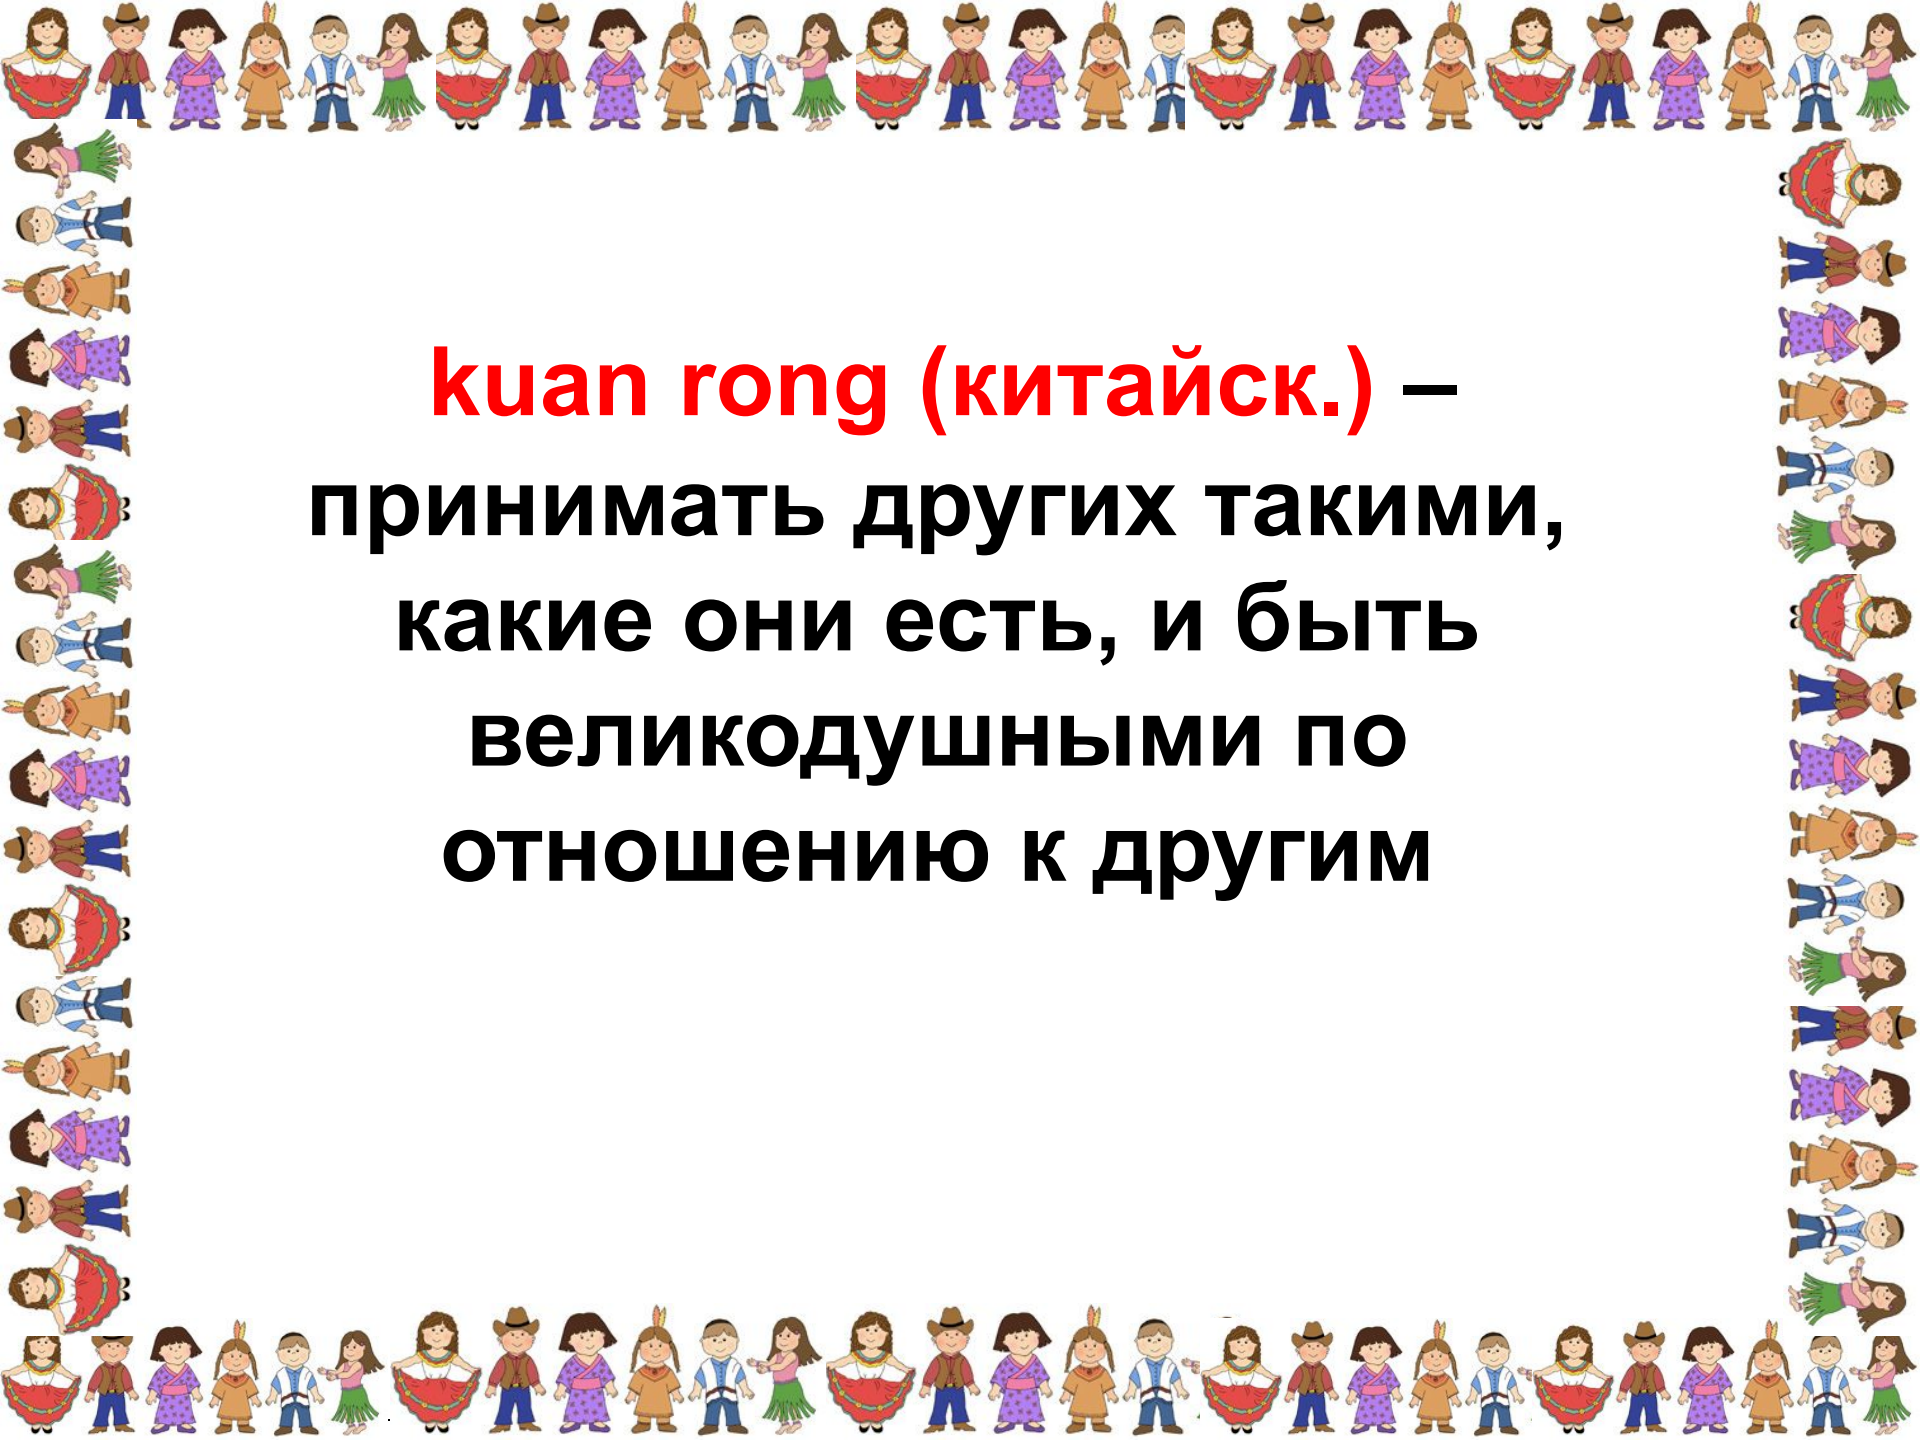 kuan rong (китайск.) –
принимать других такими,
какие они есть, и быть
великодушными по
отношению к другим